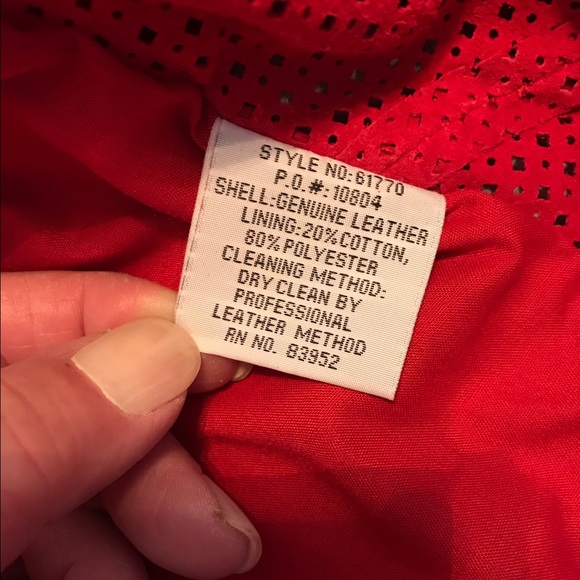 STYLE NO:61770
P.O.#:10804
SHELL:GENUINE LEATHER
LINING:20%COTTON,
80%POLYESTER
CLEANING METHOD:
DRY CLEAN BY
PROFESSIONAL
LEATHER METHOD
RN NO. 83952